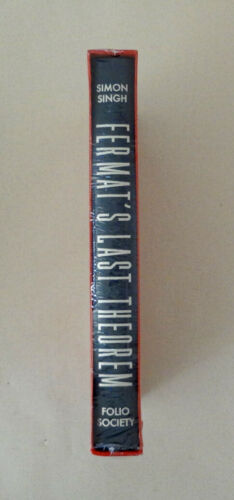 SIMON
SINGH
FERMAT'S LAST THEOREM
FOLIO
SOCIETY